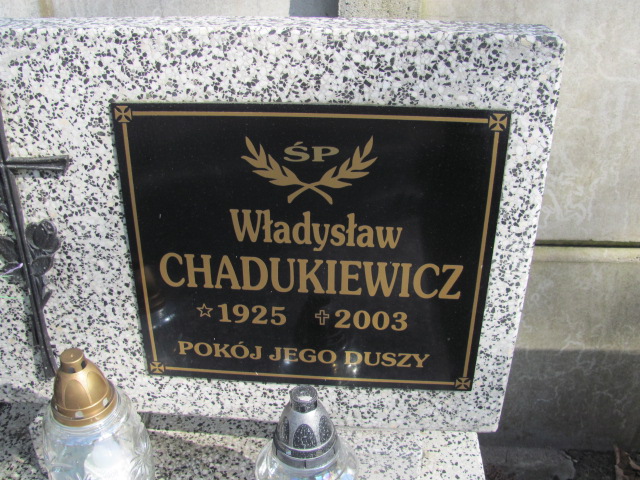 ŚP
Władysław
CHADUKIEWICZ
☆ 1925 ✝ 2003
POKÓJ JEGO DUSZY